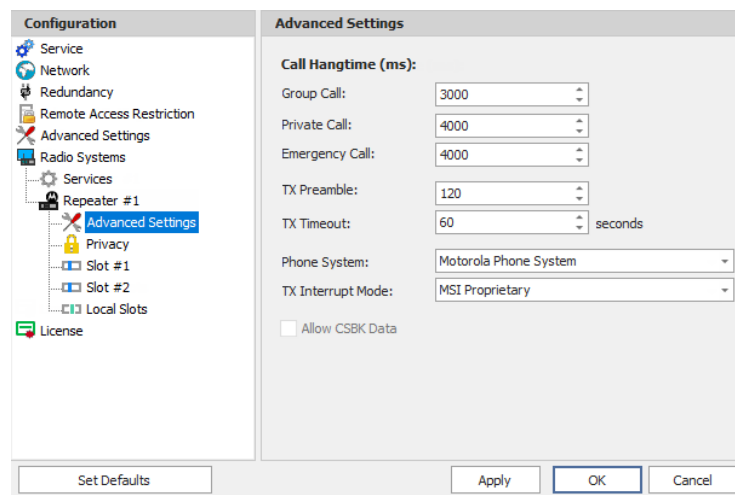 Configuration
Service
Network
Redundancy
Remote Access Restriction
Advanced Settings
Radio Systems
Services
Repeater #1
Advanced Settings
Privacy
Slot #1
Slot #2
Local Slots
License
Advanced Settings
Call Hangtime (ms):
Group Call: 3000
Private Call: 4000
Emergency Call: 4000
TX Preamble: 120
TX Timeout: 60 seconds
Phone System: Motorola Phone System
TX Interrupt Mode: MSI Proprietary
Allow CSBK Data
Set Defaults Apply OK Cancel